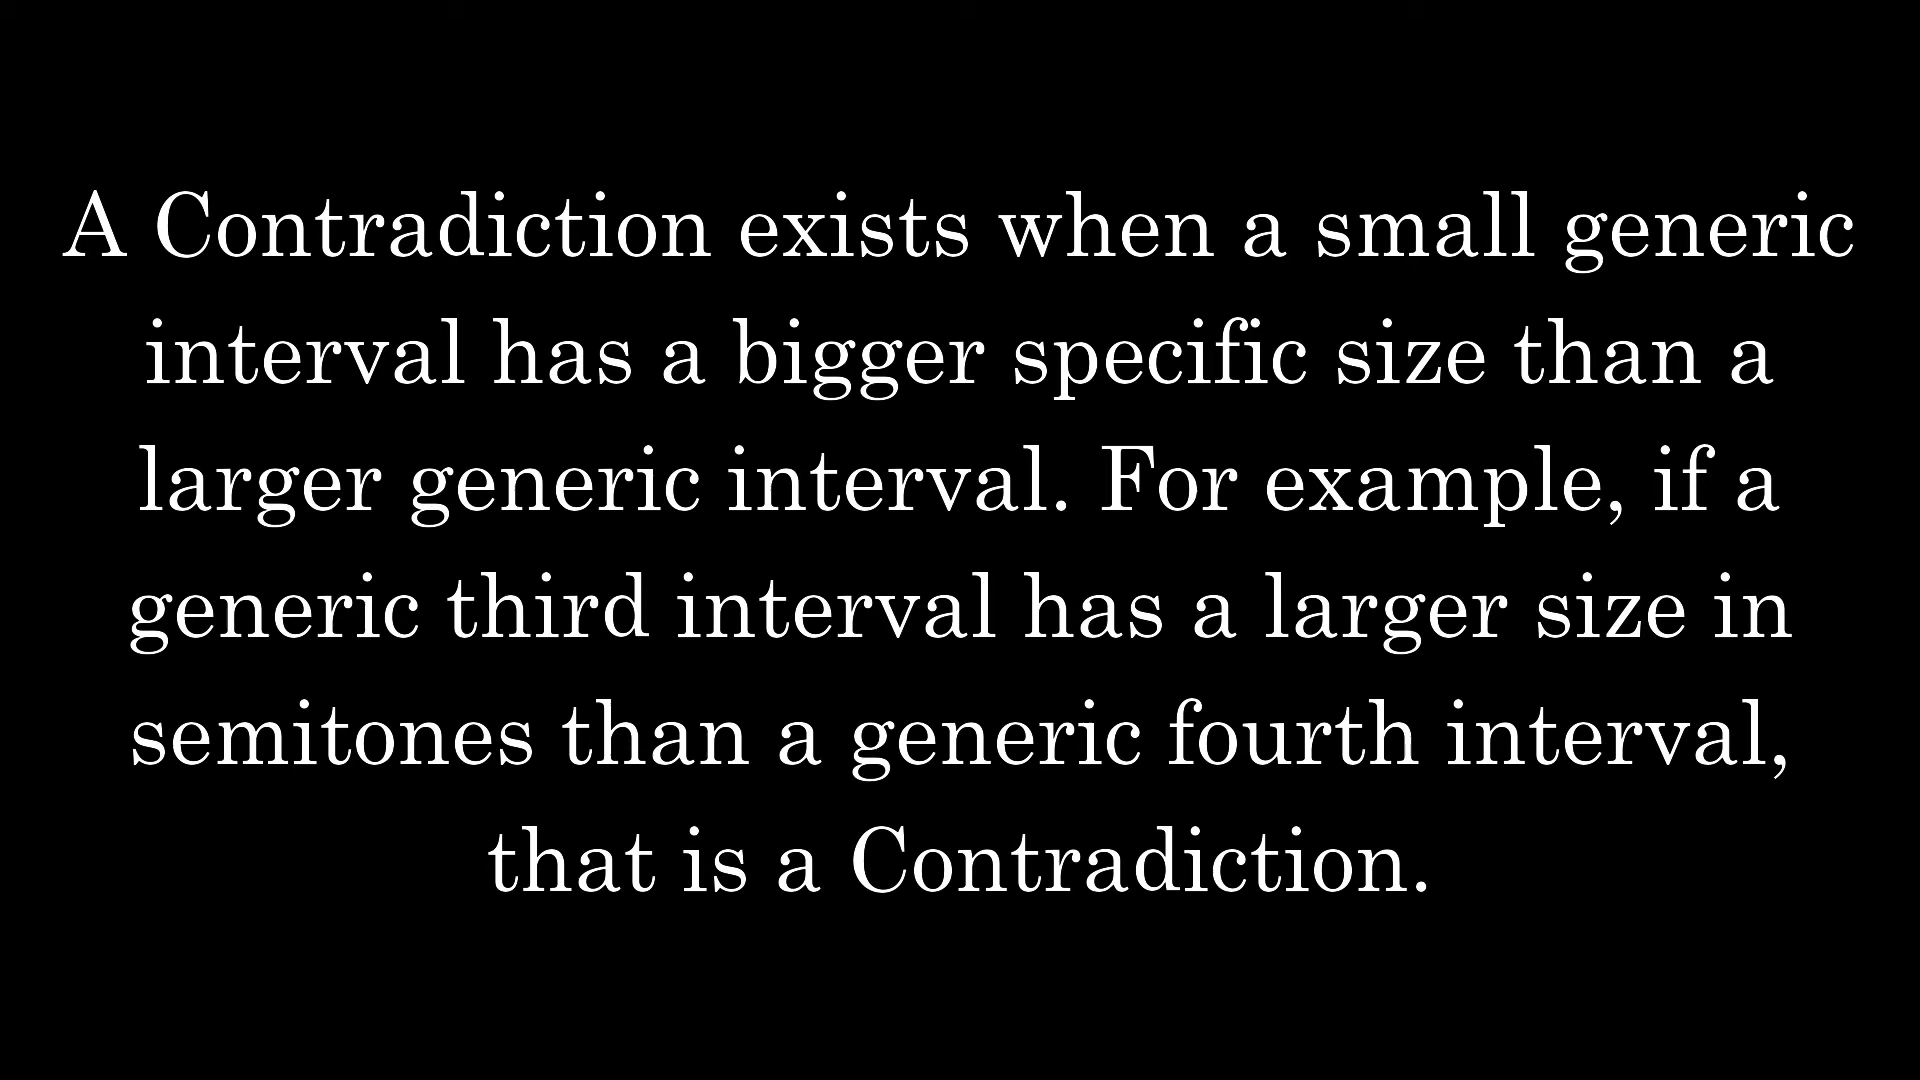 A Contradiction exists when a small generic
interval has a bigger specific size than a
larger generic interval. For example, if a
generic third interval has a larger size in
semitones than a generic fourth interval,
that is a Contradiction.